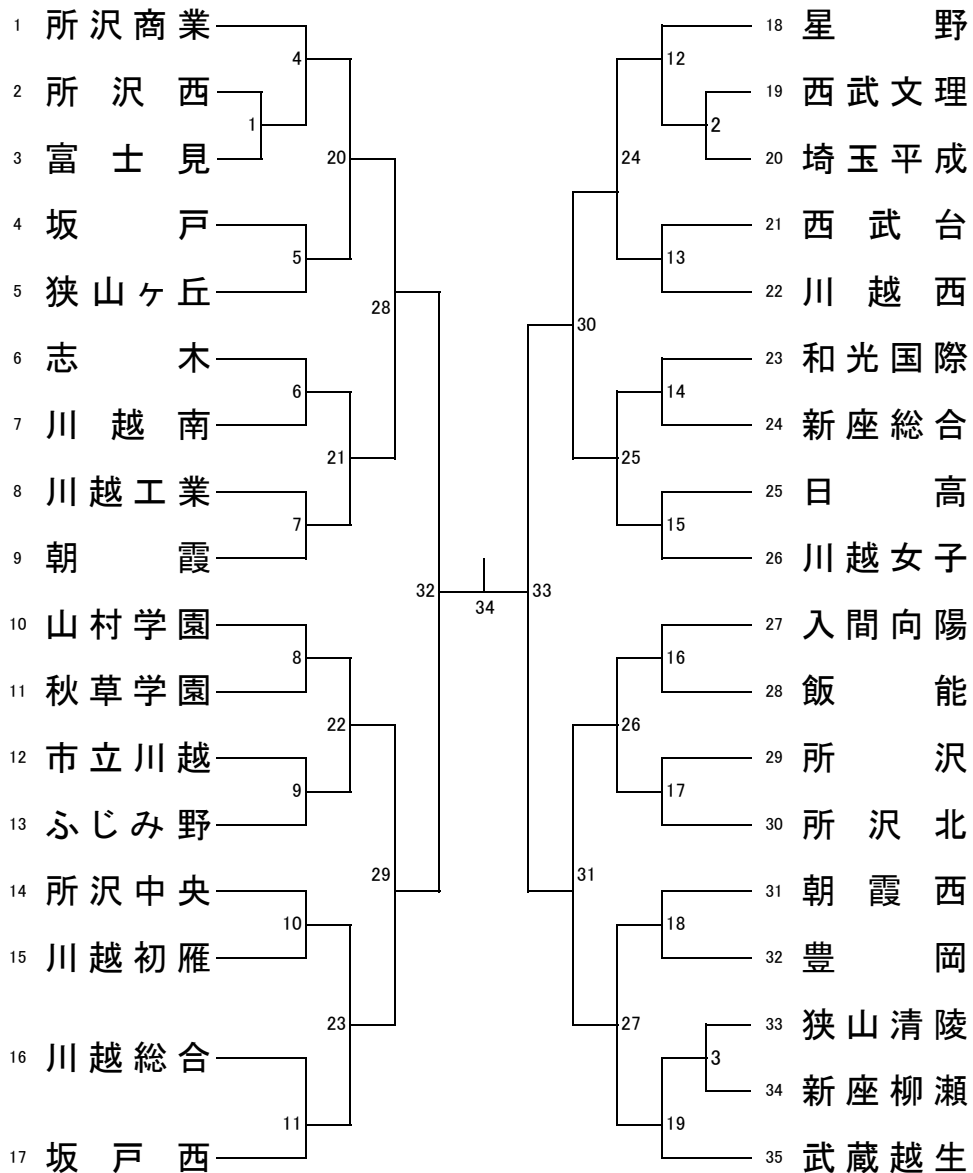 1 所沢商業
2 所沢西
3 富士見
4 坂戸
5 狭山ヶ丘
6 志木
7 川越南
8 川越工業
9 朝霞
10 山村学園
11 秋草学園
12 市立川越
13 ふじみ野
14 所沢中央
15 川越初雁
16 川越総合
17 坂戸西
1
4
5
6
7
8
9
10
11
20
21
22
23
28
29
32
34
33
30
31
24
25
26
27
12
13
14
15
16
17
18
19
2
3
18 星野
19 西武文理
20 埼玉平成
21 西武台
22 川越西
23 和光国際
24 新座総合
25 日高
26 川越女子
27 入間向陽
28 飯能
29 所沢
30 所沢北
31 朝霞西
32 豊岡
33 狭山清陵
34 新座柳瀬
35 武蔵越生